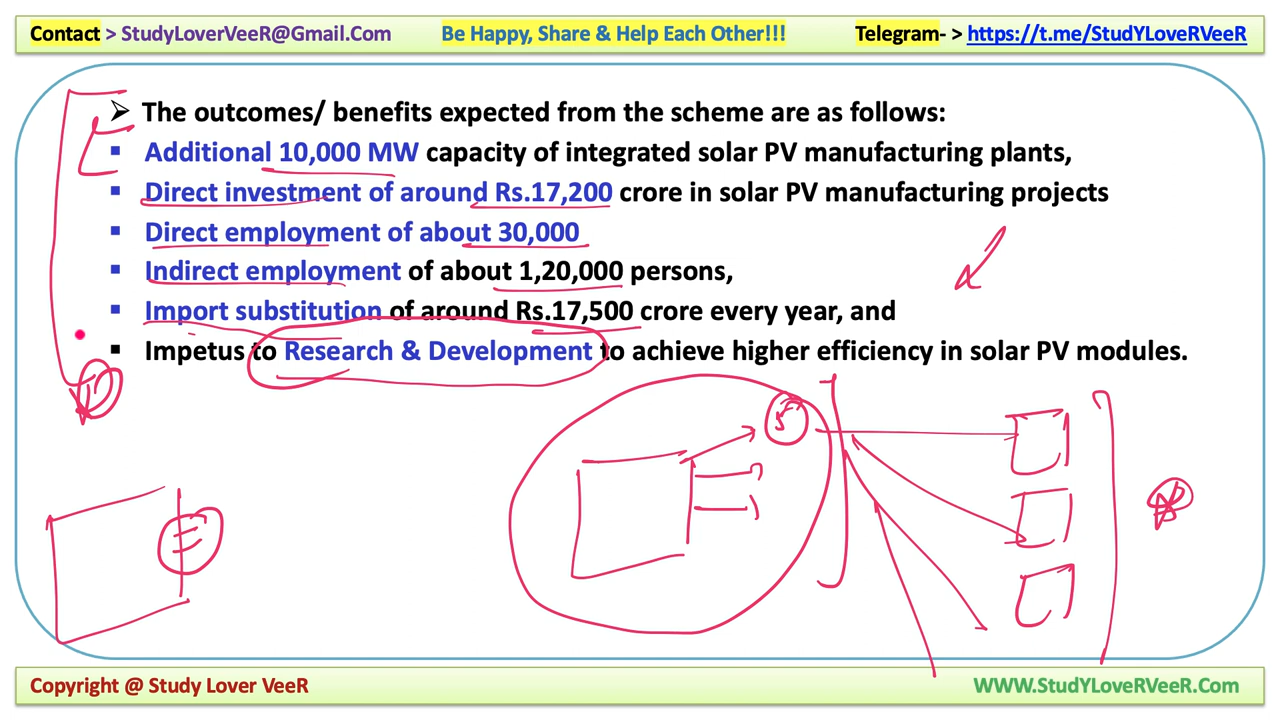 Contact > StudyLoverVeeR@Gmail.Com Be Happy, Share & Help Each Other!!! Telegram- > https://t.me/StudYLoveRVeeR
➤ The outcomes/ benefits expected from the scheme are as follows:
▪ Additional 10,000 MW capacity of integrated solar PV manufacturing plants,
▪ Direct investment of around Rs.17,200 crore in solar PV manufacturing projects
▪ Direct employment of about 30,000
▪ Indirect employment of about 1,20,000 persons,
▪ Import substitution of around Rs.17,500 crore every year, and
▪ Impetus to Research & Development to achieve higher efficiency in solar PV modules.
Copyright @ Study Lover VeeR WWW.StudYLoveRVeeR.Com